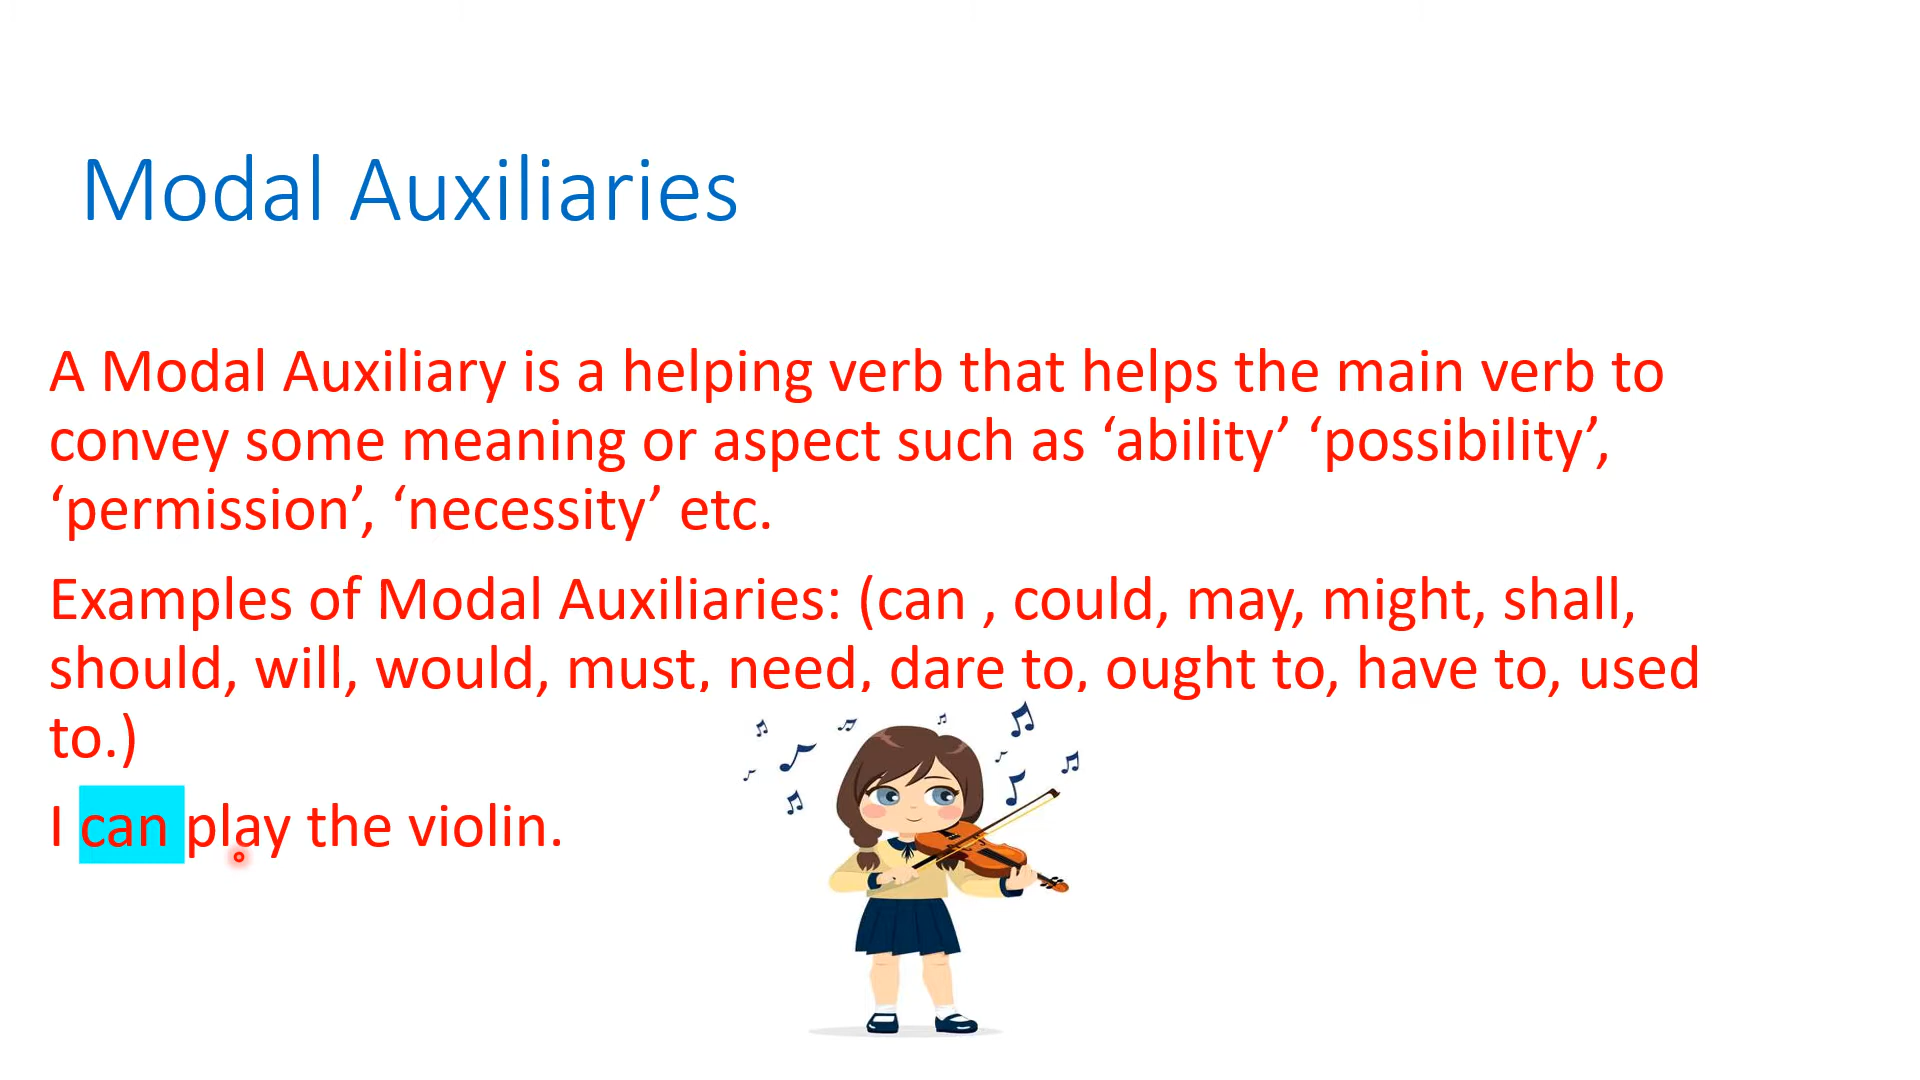 Modal Auxiliaries
A Modal Auxiliary is a helping verb that helps the main verb to
convey some meaning or aspect such as ‘ability’ ‘possibility’,
‘permission’, ‘necessity’ etc.
Examples of Modal Auxiliaries: (can , could, may, might, shall,
should, will, would, must, need, dare to, ought to, have to, used
to.)
I can play the violin.